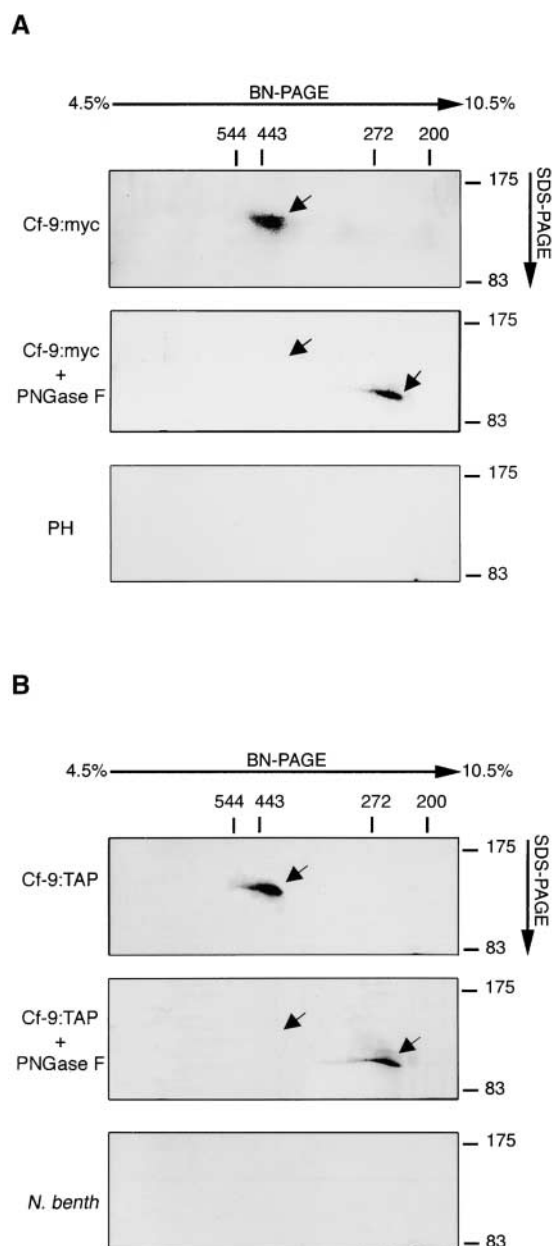 A
BN-PAGE
4.5% 10.5%
544 443 272 200
Cf-9:myc
175
83
SDS-PAGE
Cf-9:myc
+
PNGase F
175
83
PH
175
83
B
BN-PAGE
4.5% 10.5%
544 443 272 200
Cf-9:TAP
175
83
SDS-PAGE
Cf-9:TAP
+
PNGase F
175
83
N. benth
175
83